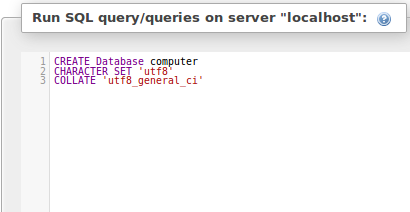 Run SQL query/queries on server "localhost":
1 CREATE Database computer
2 CHARACTER SET 'utf8'
3 COLLATE 'utf8_general_ci'